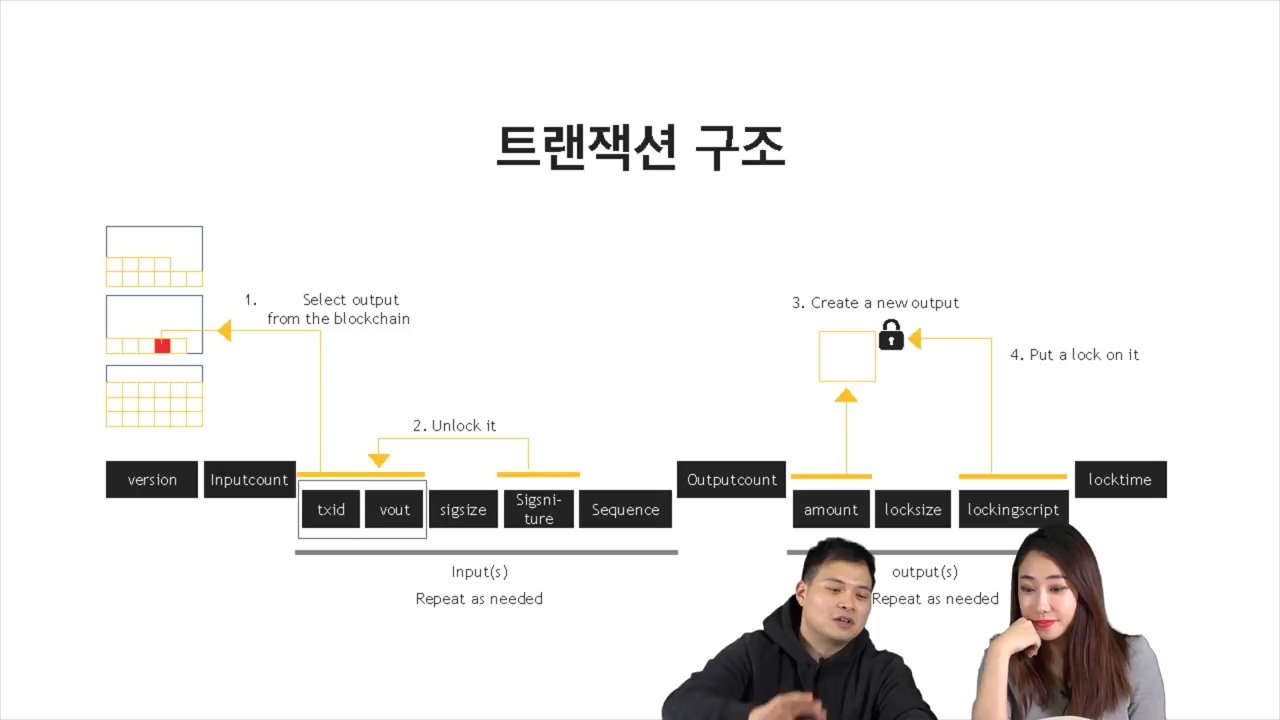 트랜잭션 구조
1. Select output
from the blockchain
3. Create a new output
4. Put a lock on it
2. Unlock it
version
Inputcount
txid
vout
sigsize
Sigsni-
ture
Sequence
Outputcount
amount
locksize
lockingscript
locktime
Input(s)
Repeat as needed
output(s)
Repeat as needed